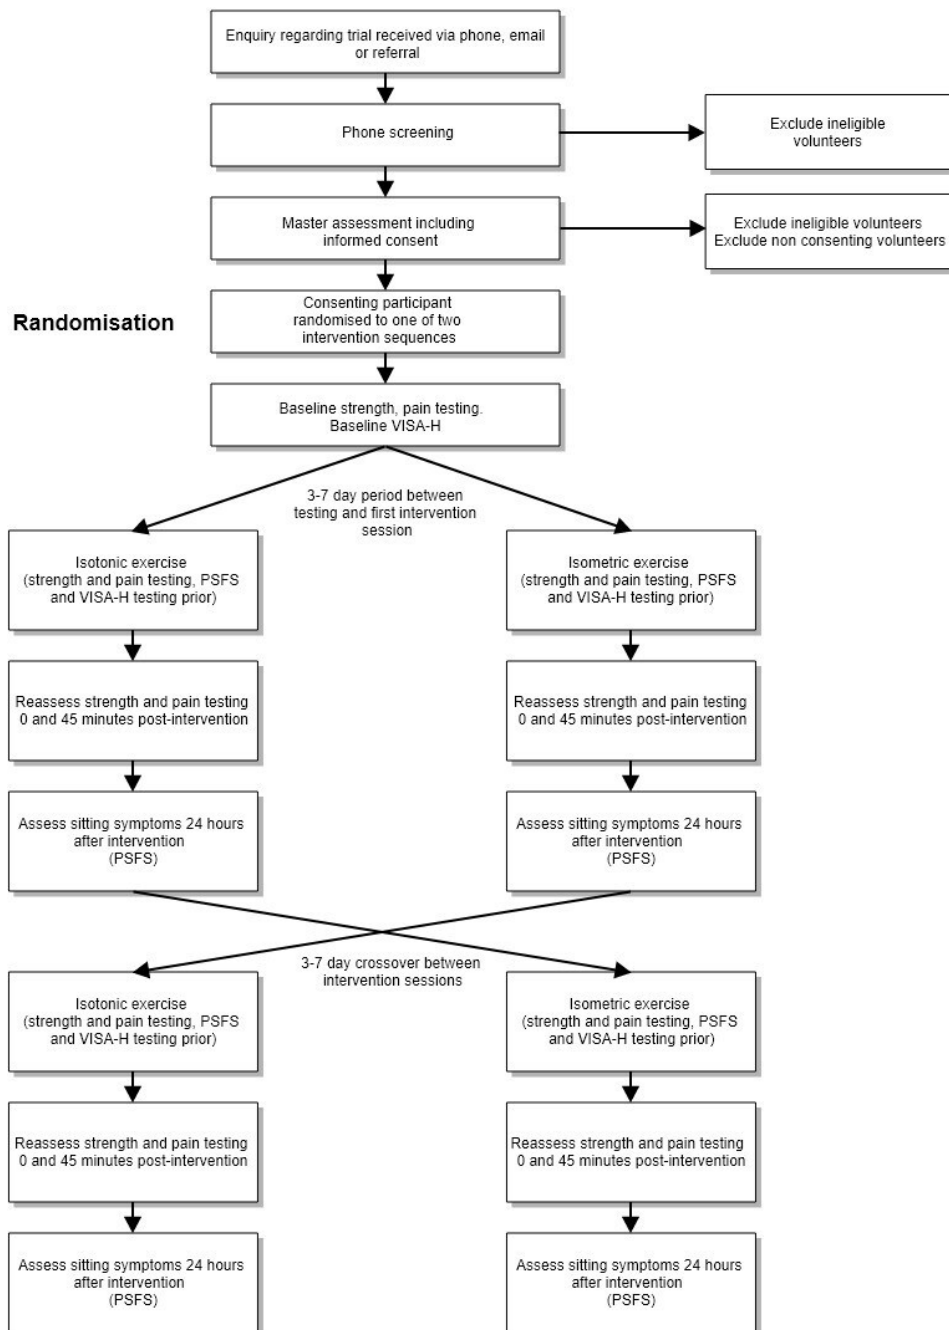 Enquiry regarding trial received via phone, email
or referral
Phone screening
Exclude ineligible
volunteers
Master assessment including
informed consent
Exclude ineligible volunteers
Exclude non consenting volunteers
Randomisation
Consenting participant
randomised to one of two
intervention sequences
Baseline strength, pain testing.
Baseline VISA-H
3-7 day period between
testing and first intervention
session
Isotonic exercise
(strength and pain testing, PSFS
and VISA-H testing prior)
Isometric exercise
(strength and pain testing, PSFS
and VISA-H testing prior)
Reassess strength and pain testing
0 and 45 minutes post-intervention
Reassess strength and pain testing
0 and 45 minutes post-intervention
Assess sitting symptoms 24 hours
after intervention
(PSFS)
Assess sitting symptoms 24 hours
after intervention
(PSFS)
3-7 day crossover between
intervention sessions
Isotonic exercise
(strength and pain testing, PSFS
and VISA-H testing prior)
Isometric exercise
(strength and pain testing, PSFS
and VISA-H testing prior)
Reassess strength and pain testing
0 and 45 minutes post-intervention
Reassess strength and pain testing
0 and 45 minutes post-intervention
Assess sitting symptoms 24 hours
after intervention
(PSFS)
Assess sitting symptoms 24 hours
after intervention
(PSFS)